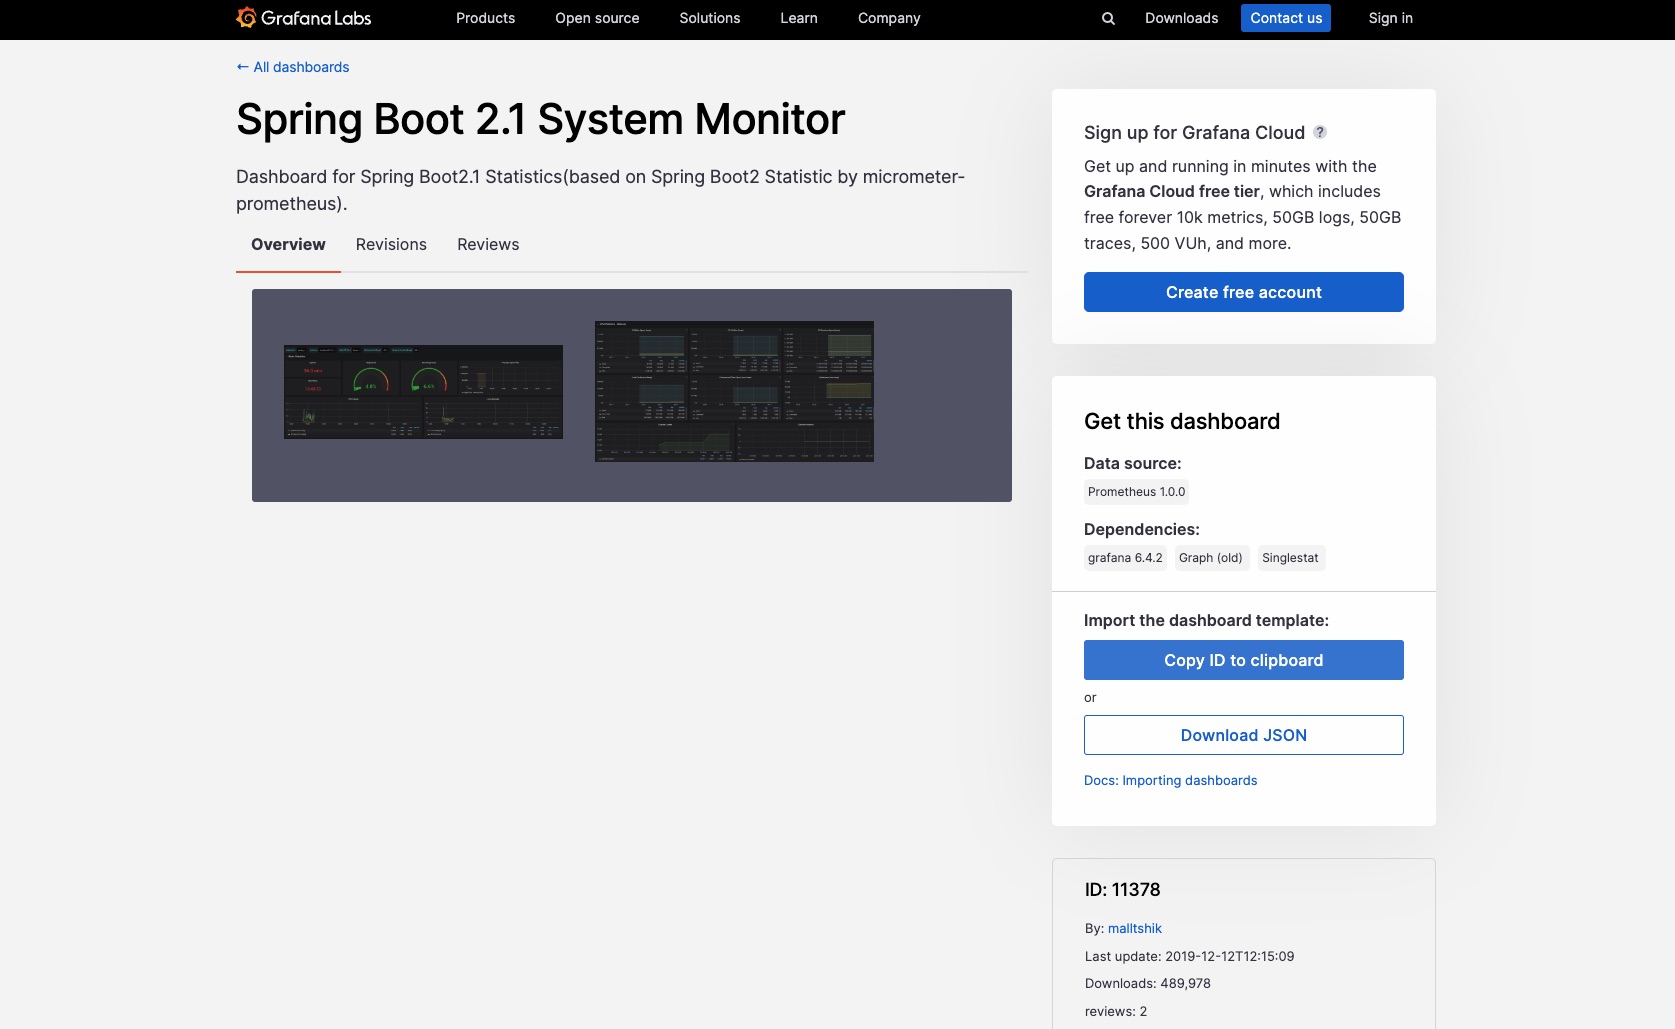 Grafana Labs
Products
Open source
Solutions
Learn
Company
Downloads
Contact us
Sign in
← All dashboards
Spring Boot 2.1 System Monitor
Dashboard for Spring Boot2.1 Statistics(based on Spring Boot2 Statistic by micrometer-
prometheus).
Overview
Revisions
Reviews
Sign up for Grafana Cloud ?
Get up and running in minutes with the
Grafana Cloud free tier, which includes
free forever 10k metrics, 50GB logs, 50GB
traces, 500 VUh, and more.
Create free account
Get this dashboard
Data source:
Prometheus 1.0.0
Dependencies:
grafana 6.4.2
Graph (old)
Singlestat
Import the dashboard template:
Copy ID to clipboard
or
Download JSON
Docs: Importing dashboards
ID: 11378
By: malltshik
Last update: 2019-12-12T12:15:09
Downloads: 489,978
reviews: 2